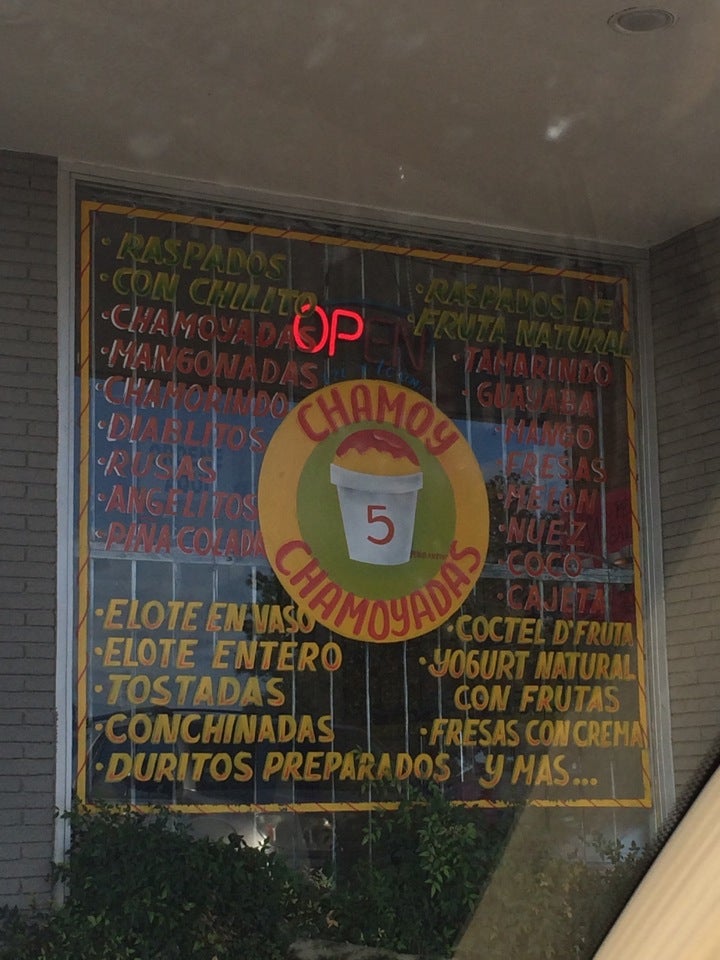 · RASPADOS
· CON CHILLITO
· CHAMOYADAS
· MANGONADAS
· CHAMORINDO
· DIABLITOS
· RUSAS
· ANGELITOS
· PINA COLADA
OPEN
CHAMOY
5
CHAMOYADAS
· RASPADOS DE
· FRUTA NATURAL
· TAMARINDO
· GUAYABA
· MANGO
FRESAS
· MELON
· NUEZ
COCO
· CAJETA
· ELOTE EN VASO
· ELOTE ENTERO
· TOSTADAS
· CONCHINADAS
· DURITOS PREPARADOS
· COCTEL D'FRUTA
· YOGURT NATURAL
CON FRUTAS
· FRESAS CON CREMA
Y MAS...